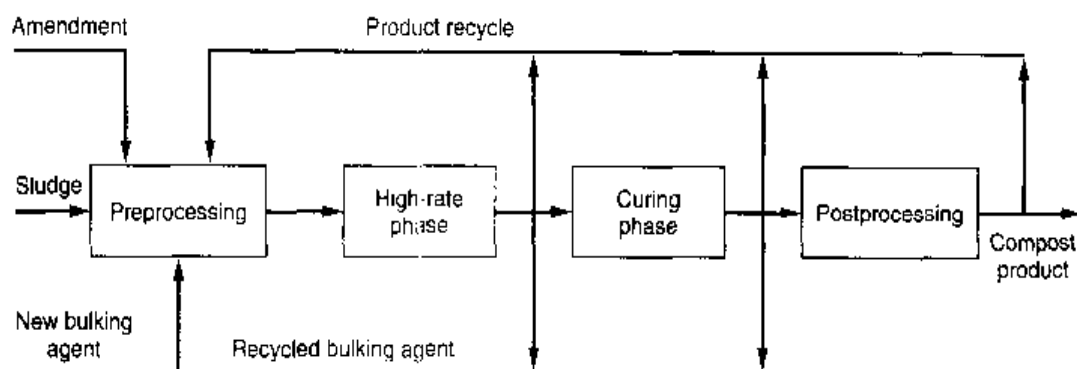 Amendment
Product recycle
Sludge
Preprocessing
High-rate
phase
Curing
phase
Postprocessing
Compost
product
New bulking
agent
Recycled bulking agent